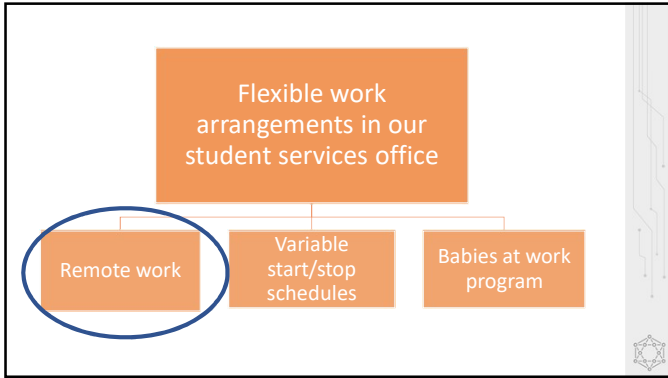 Flexible work
arrangements in our
student services office
Remote work
Variable
start/stop
schedules
Babies at work
program